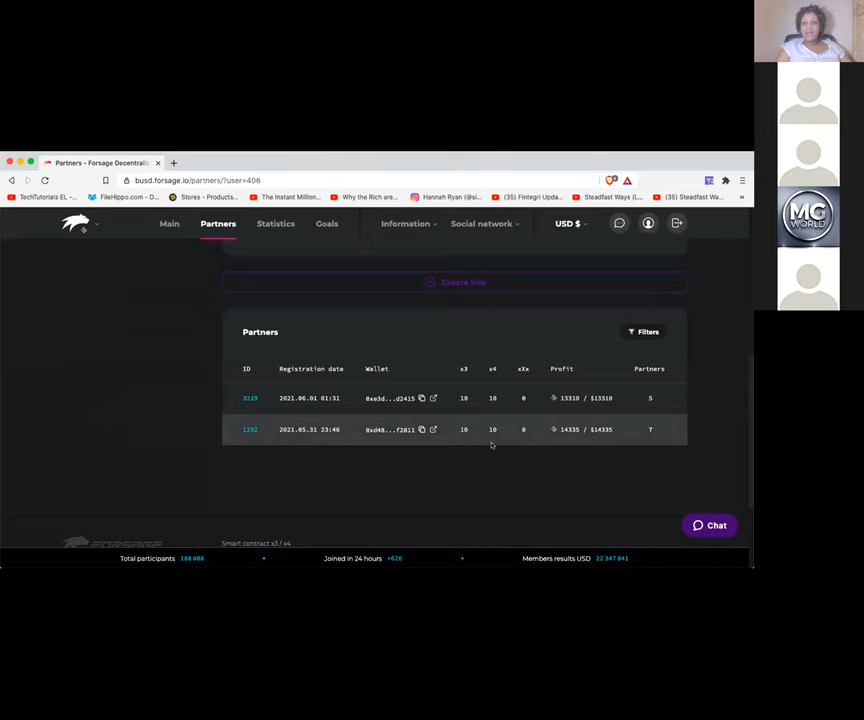 Partners - Forsage Decentraliz
busd.forsage.io/partners/?user=406
TechTutorials EL -...
FileHippo.com - D...
Stores - Products...
The Instant Million...
Why the Rich are...
Hannah Ryan (@si...
(35) Fintegri Upda...
Steadfast Ways (L...
(35) Steadfast Wa...
Main
Partners
Statistics
Goals
Information
Social network
USD $
MG
WORLD
Create link
Partners
Filters
ID Registration date Wallet x3 x4 xXx Profit Partners
3219 2021.06.01 01:31 0xe3d...d2415 10 10 0 13310 / $13310 5
1292 2021.05.31 23:46 0xd48...f2811 10 10 0 14335 / $14335 7
Chat
FORSAGE
Smart contract x3 / x4
Total participants 188 888 • Joined in 24 hours +626 • Members results USD 22 347 841